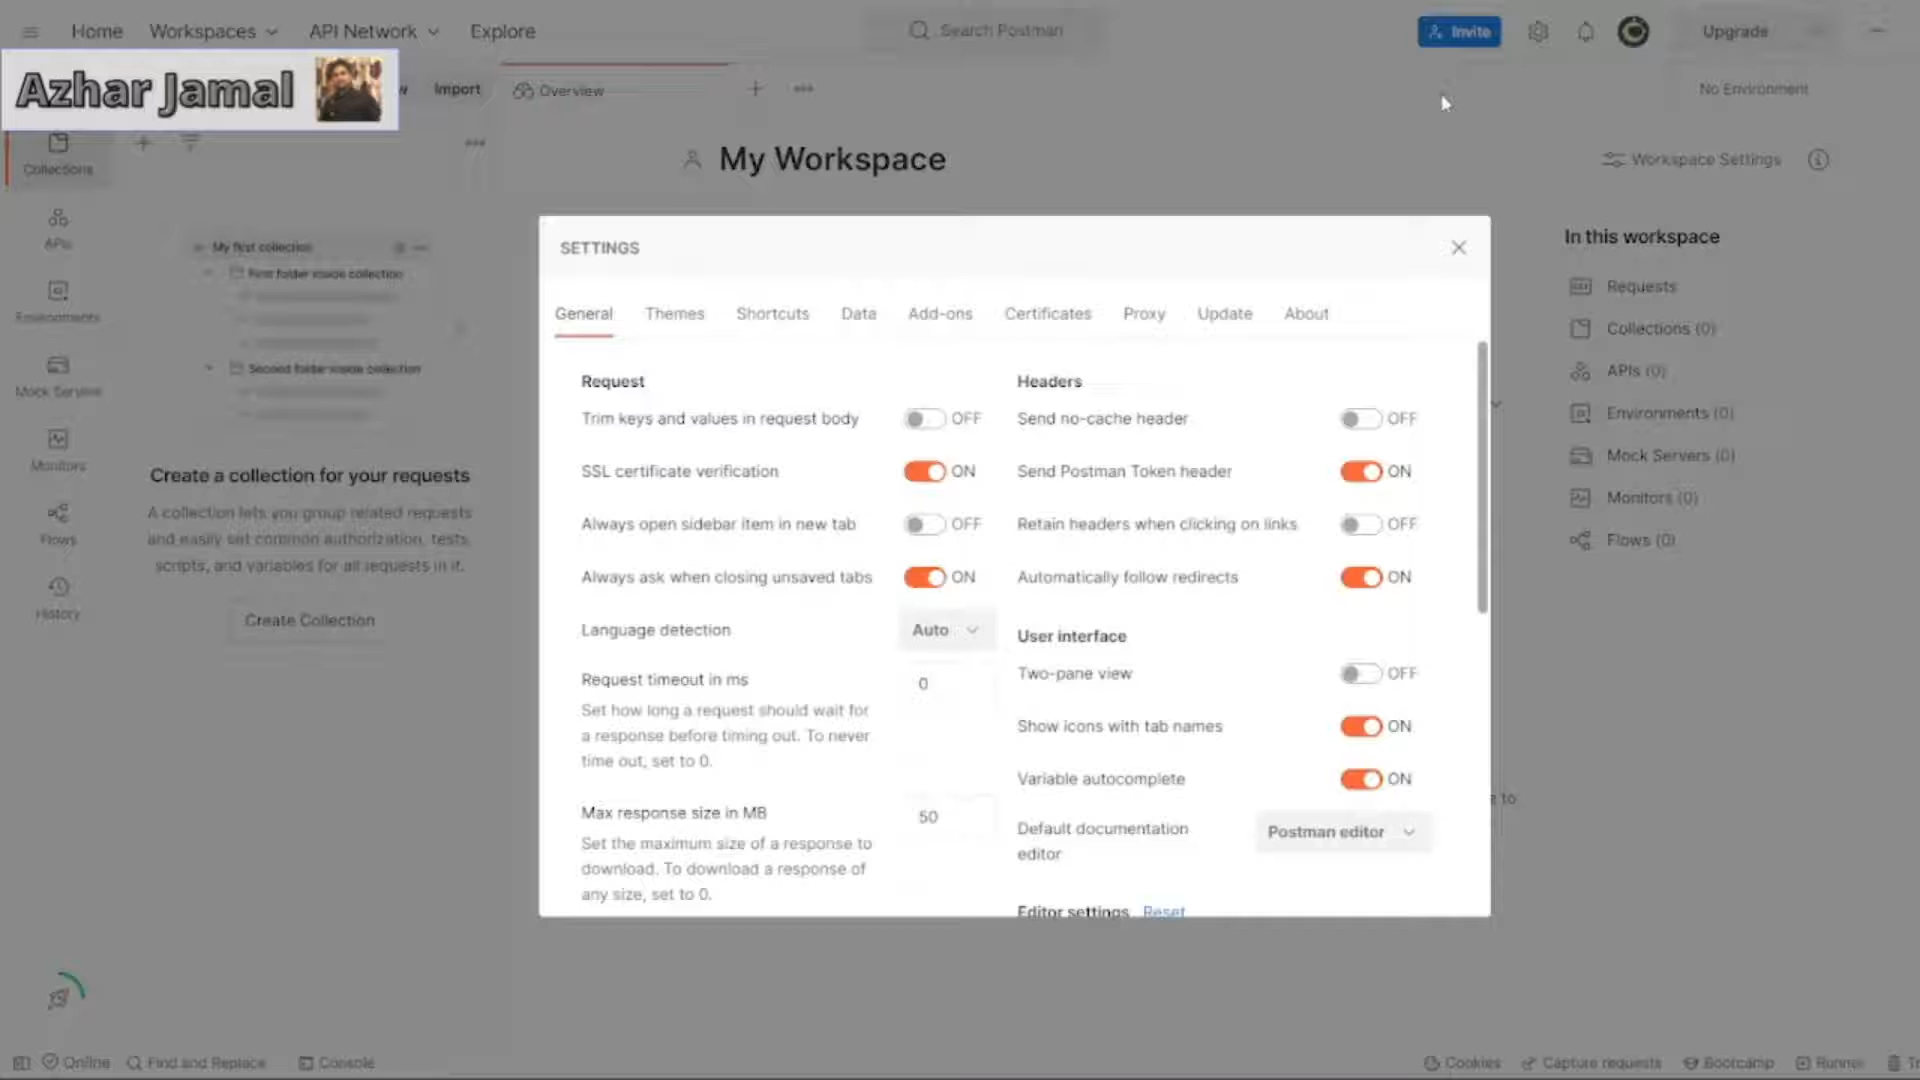 Home Workspaces API Network Explore
Search Postman
Invite Upgrade
Azhar Jamal
Import Overview
No Environment
Collections
My Workspace
Workspace Settings
APIs
My first collection
First folder inside collection
SETTINGS
In this workspace
Environments
General Themes Shortcuts Data Add-ons Certificates Proxy Update About
Requests
Collections (0)
Second folder inside collection
APIs (0)
Mock Servers
Request
Headers
Trim keys and values in request body OFF
Send no-cache header OFF
Environments (0)
Monitors
SSL certificate verification ON
Send Postman Token header ON
Mock Servers (0)
Create a collection for your requests
Monitors (0)
A collection lets you group related requests
and easily set common authorization, tests,
scripts, and variables for all requests in it.
Flows
Always open sidebar item in new tab OFF
Retain headers when clicking on links OFF
Flows (0)
Always ask when closing unsaved tabs ON
Automatically follow redirects ON
History
Create Collection
Language detection Auto
User interface
Request timeout in ms 0
Two-pane view OFF
Set how long a request should wait for
a response before timing out. To never
time out, set to 0.
Show icons with tab names ON
Variable autocomplete ON
to
Max response size in MB 50
Default documentation
editor
Postman editor
Set the maximum size of a response to
download. To download a response of
any size, set to 0.
Editor settings Reset
Online Find and Replace Console
Cookies Capture requests Bootcamp Runner